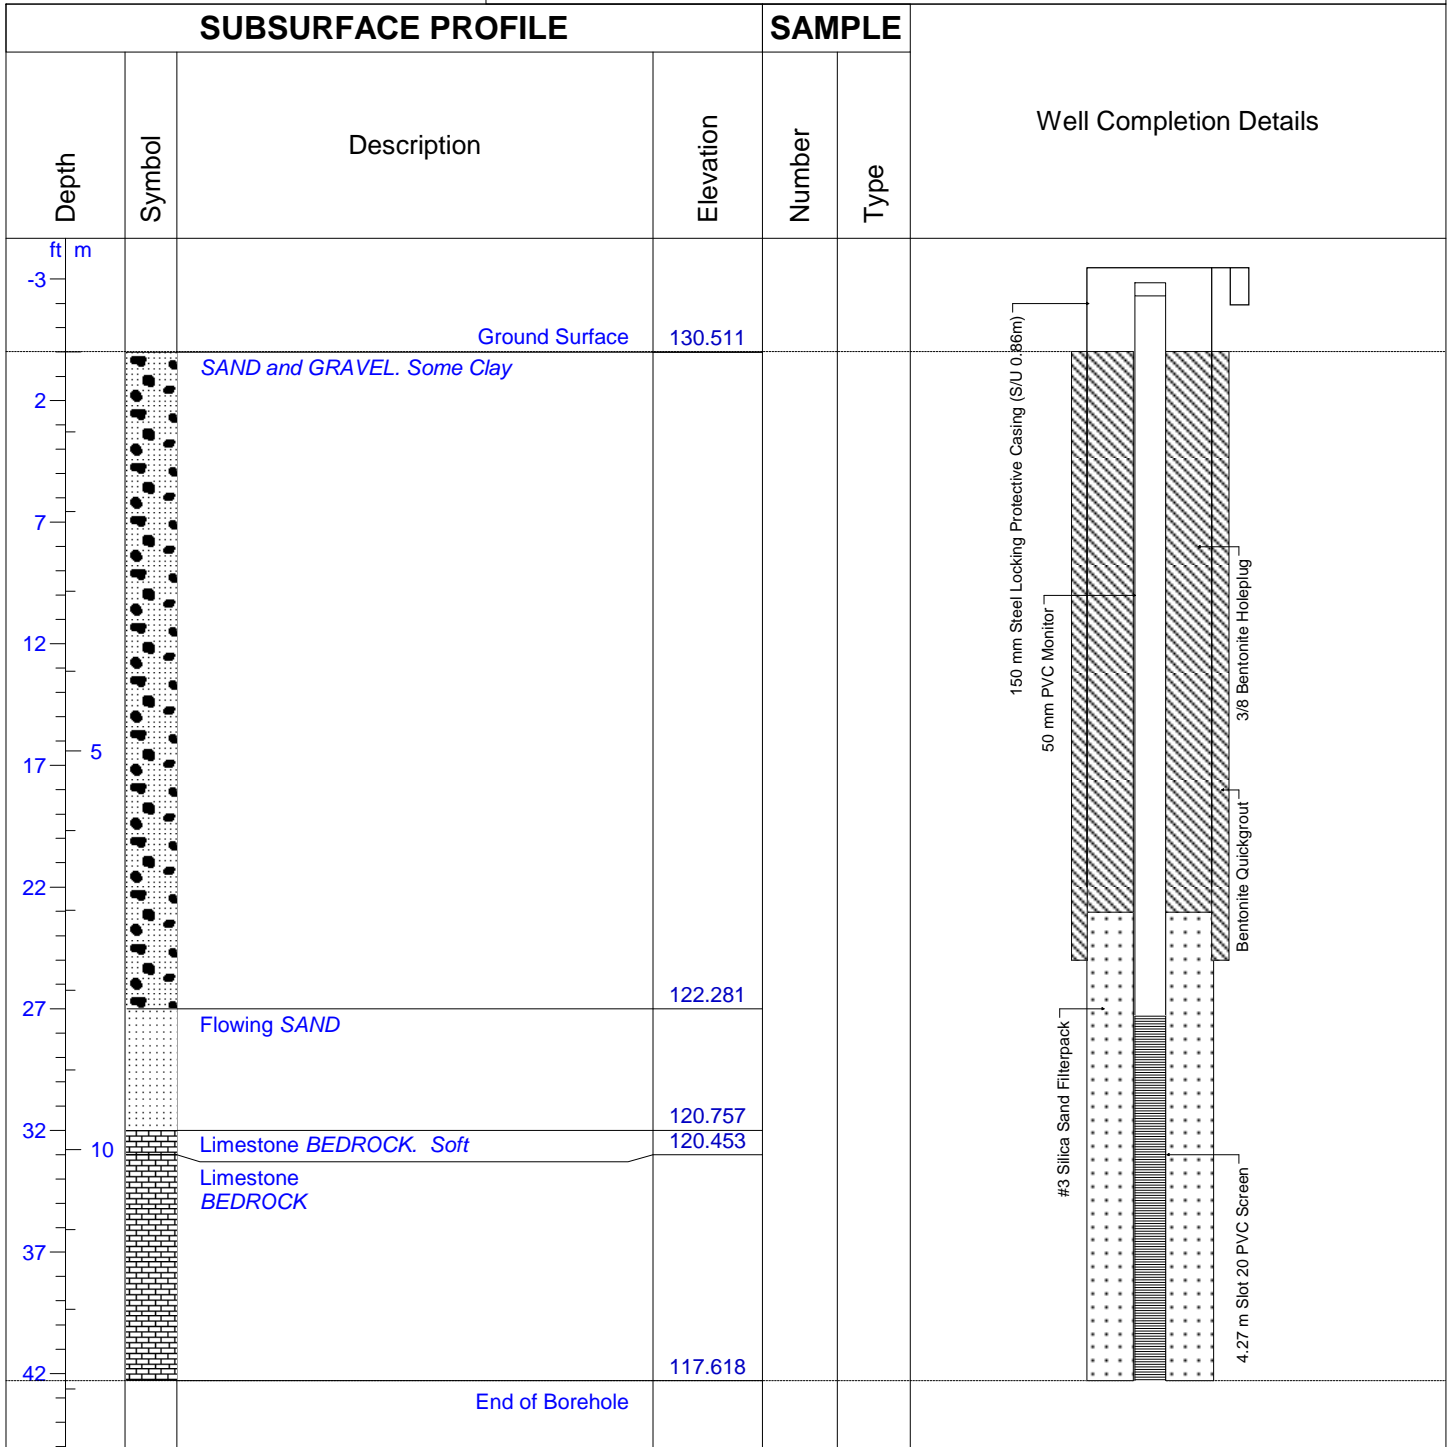 SUBSURFACE PROFILE
SAMPLE
Depth
Symbol
Description
Elevation
Number
Type
Well Completion Details
ft m
-3
Ground Surface 130.511
SAND and GRAVEL. Some Clay
2
7
12
5
17
22
122.281
27
Flowing SAND
120.757
32
10
Limestone BEDROCK. Soft
120.453
Limestone
BEDROCK
37
42
117.618
End of Borehole
150 mm Steel Locking Protective Casing (S/U 0.86m)
50 mm PVC Monitor
3/8 Bentonite Holeplug
Bentonite Quickgrout
#3 Silica Sand Filterpack
4.27 m Slot 20 PVC Screen